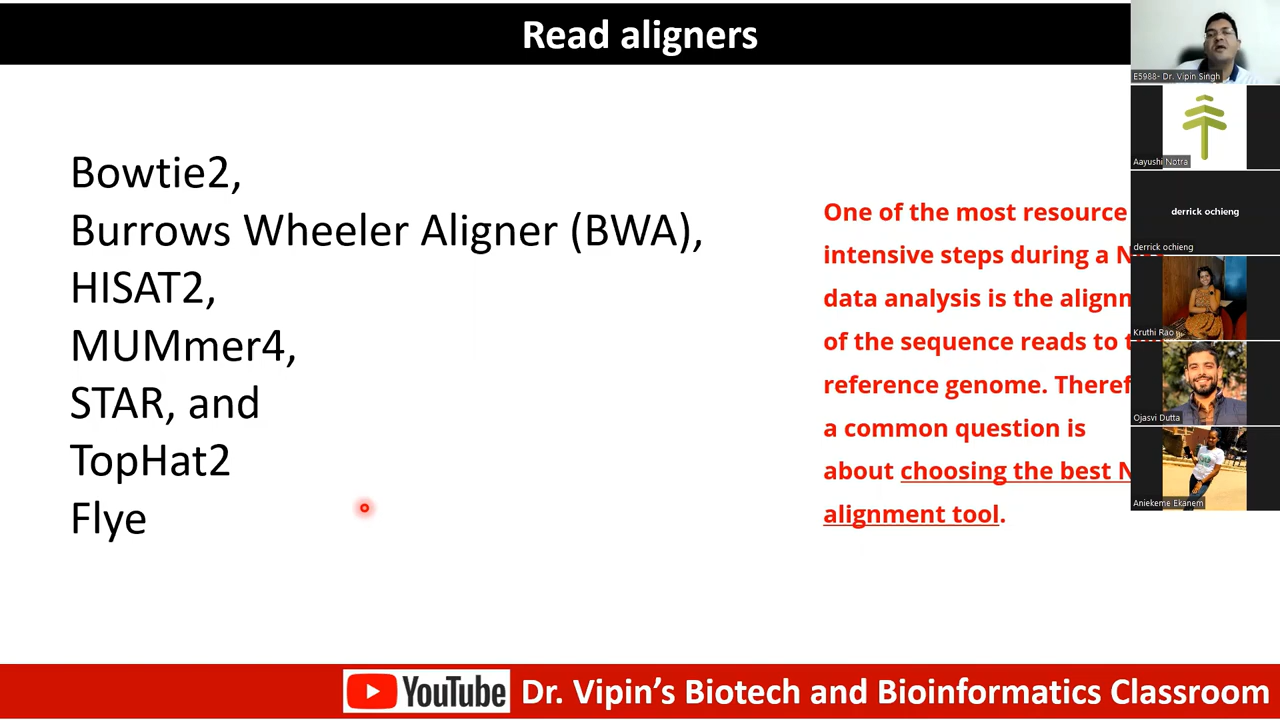 Read aligners
Bowtie2,
Burrows Wheeler Aligner (BWA),
HISAT2,
MUMmer4,
STAR, and
TopHat2
Flye
One of the most resource
intensive steps during a
data analysis is the
of the sequence reads to
reference genome.
a common question is
about choosing the best
alignment tool.
E5988- Dr. Vipin Singh
Aayushi Notra
derrick ochieng
derrick ochieng
Kruthi Rao
Ojasvi Dutta
Aniekeme Ekanem
YouTube Dr. Vipin’s Biotech and Bioinformatics Classroom